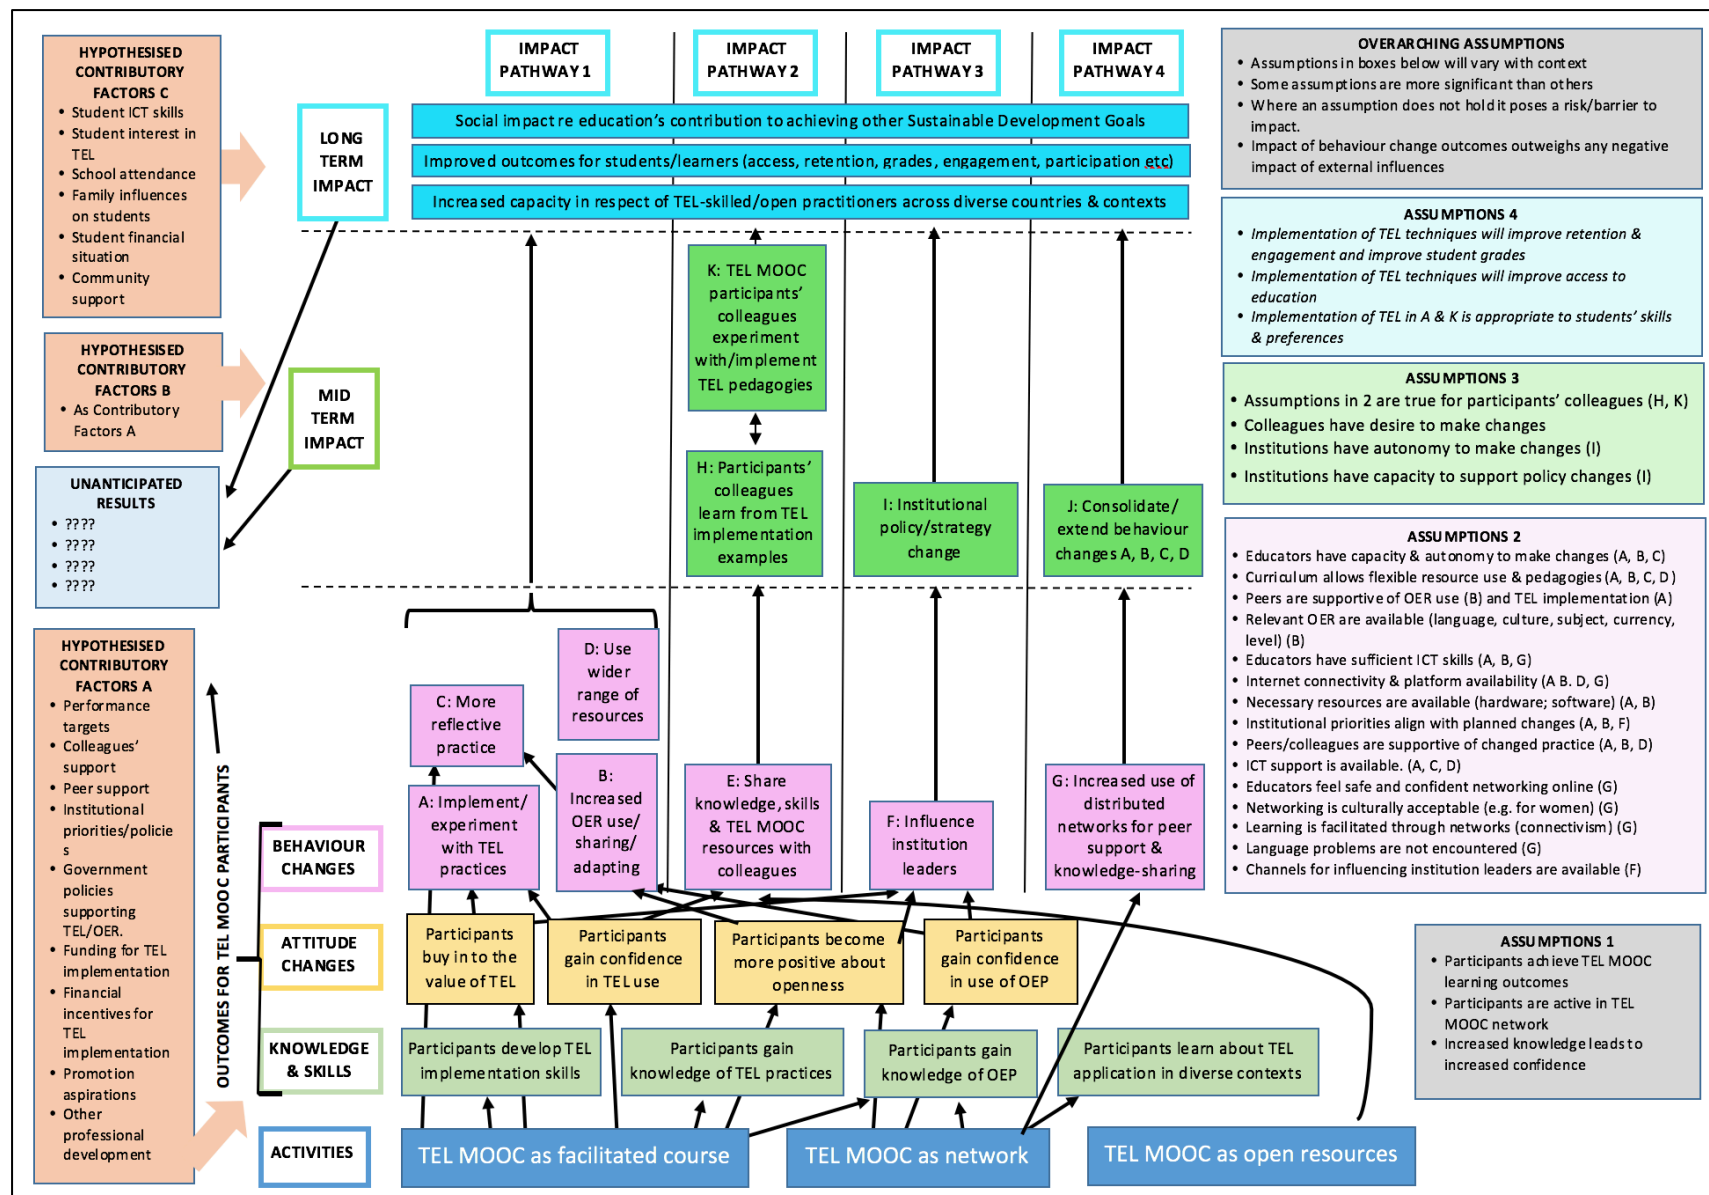 HYPOTHESISED
CONTRIBUTORY
FACTORS C
• Student ICT skills
• Student interest in
TEL
• School attendance
• Family influences
on students
• Student financial
situation
• Community
support
HYPOTHESISED
CONTRIBUTORY
FACTORS B
• As Contributory
Factors A
UNANTICIPATED
RESULTS
• ????
• ????
• ????
• ????
HYPOTHESISED
CONTRIBUTORY
FACTORS A
• Performance
targets
• Colleagues'
support
• Peer support
• Institutional
priorities/policie
s
• Government
policies
supporting
TEL/OER.
• Funding for TEL
implementation
• Financial
incentives for
TEL
implementation
• Promotion
aspirations
• Other
professional
development
OUTCOMES FOR TEL MOOC PARTICIPANTS
LONG
TERM
IMPACT
MID
TERM
IMPACT
BEHAVIOUR
CHANGES
ATTITUDE
CHANGES
KNOWLEDGE
& SKILLS
ACTIVITIES
IMPACT
PATHWAY 1
IMPACT
PATHWAY 2
IMPACT
PATHWAY 3
IMPACT
PATHWAY 4
Social impact re education's contribution to achieving other Sustainable Development Goals
Improved outcomes for students/learners (access, retention, grades, engagement, participation etc)
Increased capacity in respect of TEL-skilled/open practitioners across diverse countries & contexts
K: TEL MOOC
participants'
colleagues
experiment
with/implement
TEL pedagogies
H: Participants'
colleagues
learn from TEL
implementation
examples
I: Institutional
policy/strategy
change
J: Consolidate/
extend behaviour
changes A, B, C, D
D: Use
wider
range of
resources
C: More
reflective
practice
A: Implement/
experiment
with TEL
practices
B:
Increased
OER use/
sharing/
adapting
E: Share
knowledge, skills
& TEL MOOC
resources with
colleagues
F: Influence
institution
leaders
G: Increased use of
distributed
networks for peer
support &
knowledge-sharing
Participants
buy in to the
value of TEL
Participants
gain confidence
in TEL use
Participants become
more positive about
openness
Participants
gain confidence
in use of OEP
Participants develop TEL
implementation skills
Participants gain
knowledge of TEL practices
Participants gain
knowledge of OEP
Participants learn about TEL
application in diverse contexts
TEL MOOC as facilitated course
TEL MOOC as network
TEL MOOC as open resources
OVERARCHING ASSUMPTIONS
• Assumptions in boxes below will vary with context
• Some assumptions are more significant than others
• Where an assumption does not hold it poses a risk/barrier to
impact.
• Impact of behaviour change outcomes outweighs any negative
impact of external influences
ASSUMPTIONS 4
• Implementation of TEL techniques will improve retention &
engagement and improve student grades
• Implementation of TEL techniques will improve access to
education
• Implementation of TEL in A & K is appropriate to students' skills
& preferences
ASSUMPTIONS 3
• Assumptions in 2 are true for participants' colleagues (H, K)
• Colleagues have desire to make changes
• Institutions have autonomy to make changes (I)
• Institutions have capacity to support policy changes (I)
ASSUMPTIONS 2
• Educators have capacity & autonomy to make changes (A, B, C)
• Curriculum allows flexible resource use & pedagogies (A, B, C, D)
• Peers are supportive of OER use (B) and TEL implementation (A)
• Relevant OER are available (language, culture, subject, currency,
level) (B)
• Educators have sufficient ICT skills (A, B, G)
• Internet connectivity & platform availability (A B. D, G)
• Necessary resources are available (hardware; software) (A, B)
• Institutional priorities align with planned changes (A, B, F)
• Peers/colleagues are supportive of changed practice (A, B, D)
• ICT support is available. (A, C, D)
• Educators feel safe and confident networking online (G)
• Networking is culturally acceptable (e.g. for women) (G)
• Learning is facilitated through networks (connectivism) (G)
• Language problems are not encountered (G)
• Channels for influencing institution leaders are available (F)
ASSUMPTIONS 1
• Participants achieve TEL MOOC
learning outcomes
• Participants are active in TEL
MOOC network
• Increased knowledge leads to
increased confidence